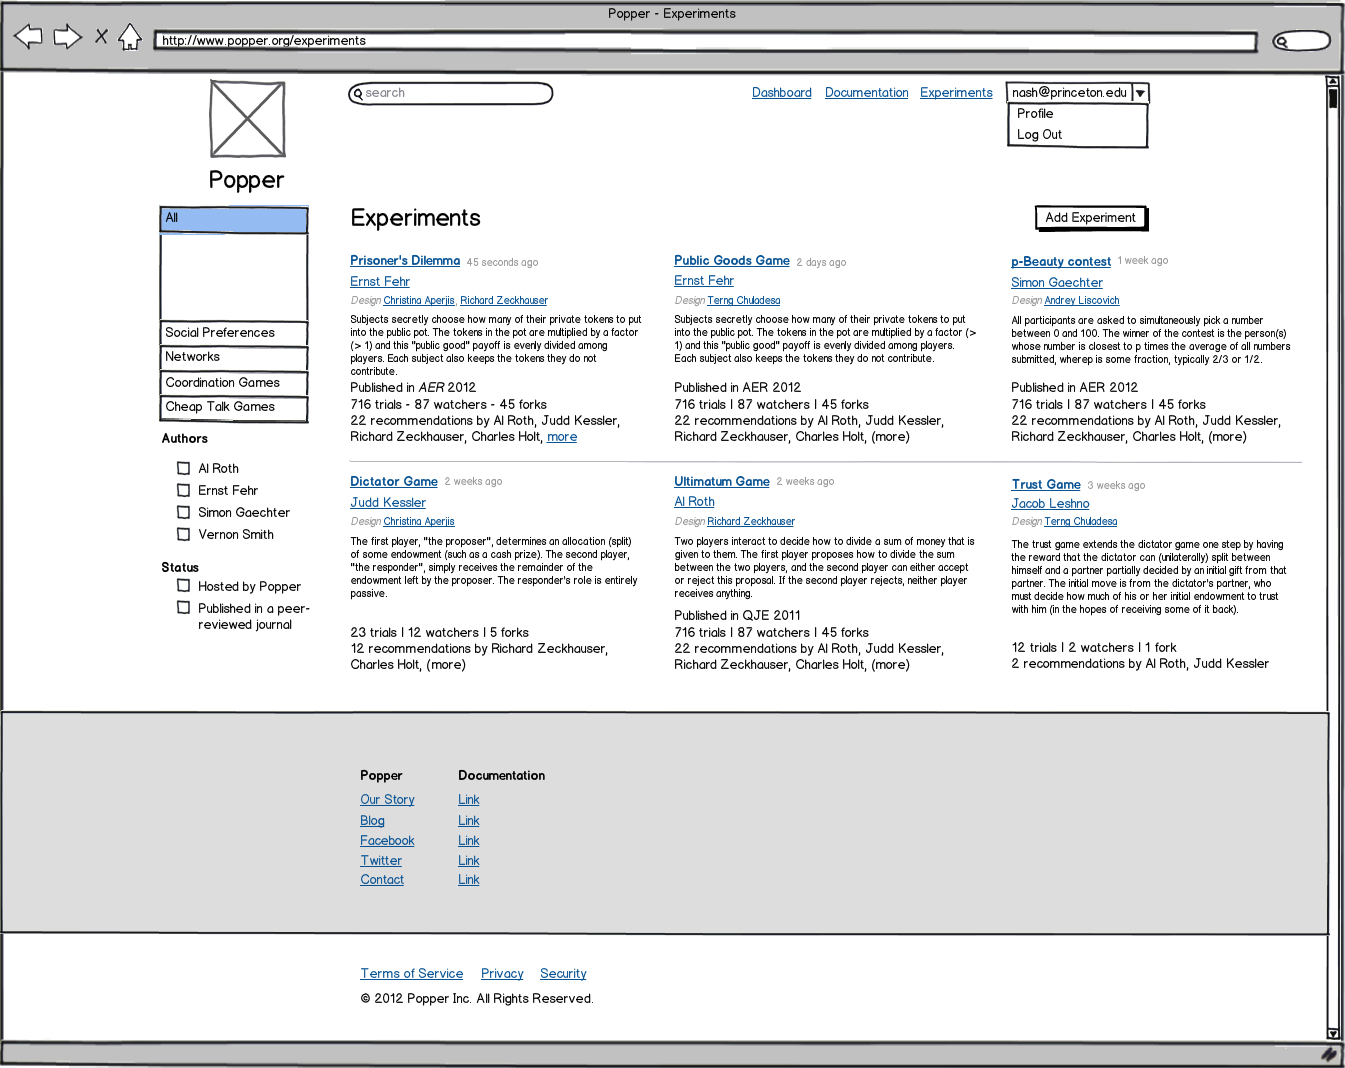 Popper - Experiments
http://www.popper.org/experiments
search
Dashboard Documentation Experiments
nash@princeton.edu
Profile
Log Out
Popper
All
Social Preferences
Networks
Coordination Games
Cheap Talk Games
Authors
Al Roth
Ernst Fehr
Simon Gaechter
Vernon Smith
Status
Hosted by Popper
Published in a peer-
reviewed journal
Experiments
Add Experiment
Prisoner's Dilemma 45 seconds ago
Ernst Fehr
Design Christina Aperjis, Richard Zeckhauser
Subjects secretly choose how many of their private tokens to put
into the public pot. The tokens in the pot are multiplied by a factor
(> 1) and this "public good" payoff is evenly divided among
players. Each subject also keeps the tokens they do not
contribute.
Published in AER 2012
716 trials - 87 watchers - 45 forks
22 recommendations by Al Roth, Judd Kessler,
Richard Zeckhauser, Charles Holt, more
Public Goods Game 2 days ago
Ernst Fehr
Design Terng Chuladesa
Subjects secretly choose how many of their private tokens to put
into the public pot. The tokens in the pot are multiplied by a factor (>
1) and this "public good" payoff is evenly divided among players.
Each subject also keeps the tokens they do not contribute.
Published in AER 2012
716 trials | 87 watchers | 45 forks
22 recommendations by Al Roth, Judd Kessler,
Richard Zeckhauser, Charles Holt, (more)
p-Beauty contest 1 week ago
Simon Gaechter
Design Andrey Liscovich
All participants are asked to simultaneously pick a number
between 0 and 100. The winner of the contest is the person(s)
whose number is closest to p times the average of all numbers
submitted, wherep is some fraction, typically 2/3 or 1/2.
Published in AER 2012
716 trials | 87 watchers | 45 forks
22 recommendations by Al Roth, Judd Kessler,
Richard Zeckhauser, Charles Holt, (more)
Dictator Game 2 weeks ago
Judd Kessler
Design Christina Aperjis
The first player, "the proposer", determines an allocation (split)
of some endowment (such as a cash prize). The second player,
"the responder", simply receives the remainder of the
endowment left by the proposer. The responder's role is entirely
passive.
23 trials | 12 watchers | 5 forks
12 recommendations by Richard Zeckhauser,
Charles Holt, (more)
Ultimatum Game 2 weeks ago
Al Roth
Design Richard Zeckhauser
Two players interact to decide how to divide a sum of money that is
given to them. The first player proposes how to divide the sum
between the two players, and the second player can either accept
or reject this proposal. If the second player rejects, neither player
receives anything.
Published in QJE 2011
716 trials | 87 watchers | 45 forks
22 recommendations by Al Roth, Judd Kessler,
Richard Zeckhauser, Charles Holt, (more)
Trust Game 3 weeks ago
Jacob Leshno
Design Terng Chuladesa
The trust game extends the dictator game one step by having
the reward that the dictator can (unilaterally) split between
himself and a partner partially decided by an initial gift from that
partner. The initial move is from the dictator's partner, who
must decide how much of his or her initial endowment to trust
with him (in the hopes of receiving some of it back).
12 trials | 2 watchers | 1 fork
2 recommendations by Al Roth, Judd Kessler
Popper
Our Story
Blog
Facebook
Twitter
Contact
Documentation
Link
Link
Link
Link
Link
Terms of Service Privacy Security
© 2012 Popper Inc. All Rights Reserved.